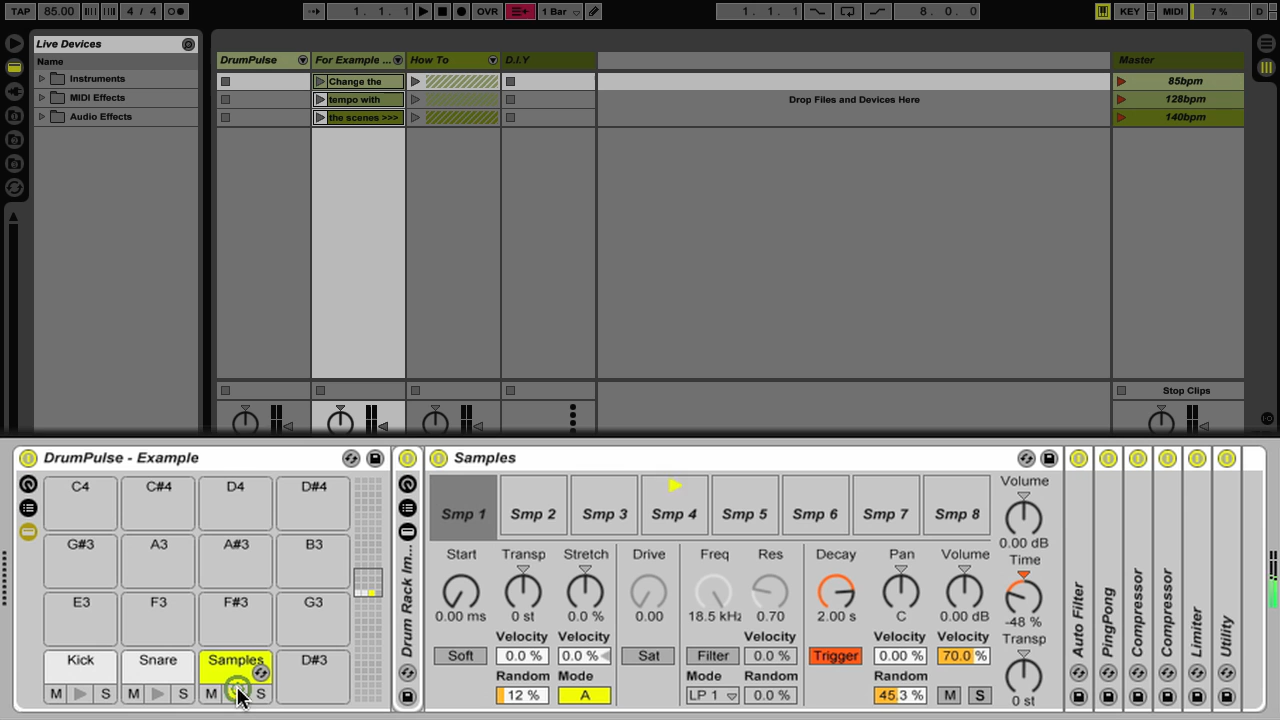 TAP 85.00 4 / 4 1. 1. 1 OVR 1 Bar 1. 1. 1 8. 0. 0 KEY MIDI 7 % D
Live Devices
Name
Instruments
MIDI Effects
Audio Effects
DrumPulse For Example ... How To D.I.Y Master
Change the 85bpm
tempo with Drop Files and Devices Here 128bpm
the scenes >>> 140bpm
Stop Clips
DrumPulse - Example
C4 C#4 D4 D#4
G#3 A3 A#3 B3
E3 F3 F#3 G3
Kick Snare Samples D#3
M S M S M S
Drum Rack Im...
Samples
Smp 1 Smp 2 Smp 3 Smp 4 Smp 5 Smp 6 Smp 7 Smp 8
Start Transp Stretch Drive Freq Res Decay Pan Volume
0.00 ms 0 st 0.0 % 0.00 18.5 kHz 0.70 2.00 s C 0.00 dB
Velocity Velocity Velocity Velocity Velocity
Soft 0.0 % 0.0 % Sat Filter 0.0 % Trigger 0.00 % 70.0 %
Random Mode Mode Random Random
12 % A LP 1 0.0 % 45.3 % M S
Volume
0.00 dB
Time
-48 %
Transp
0 st
Auto Filter
PingPong
Compressor
Compressor
Limiter
Utility